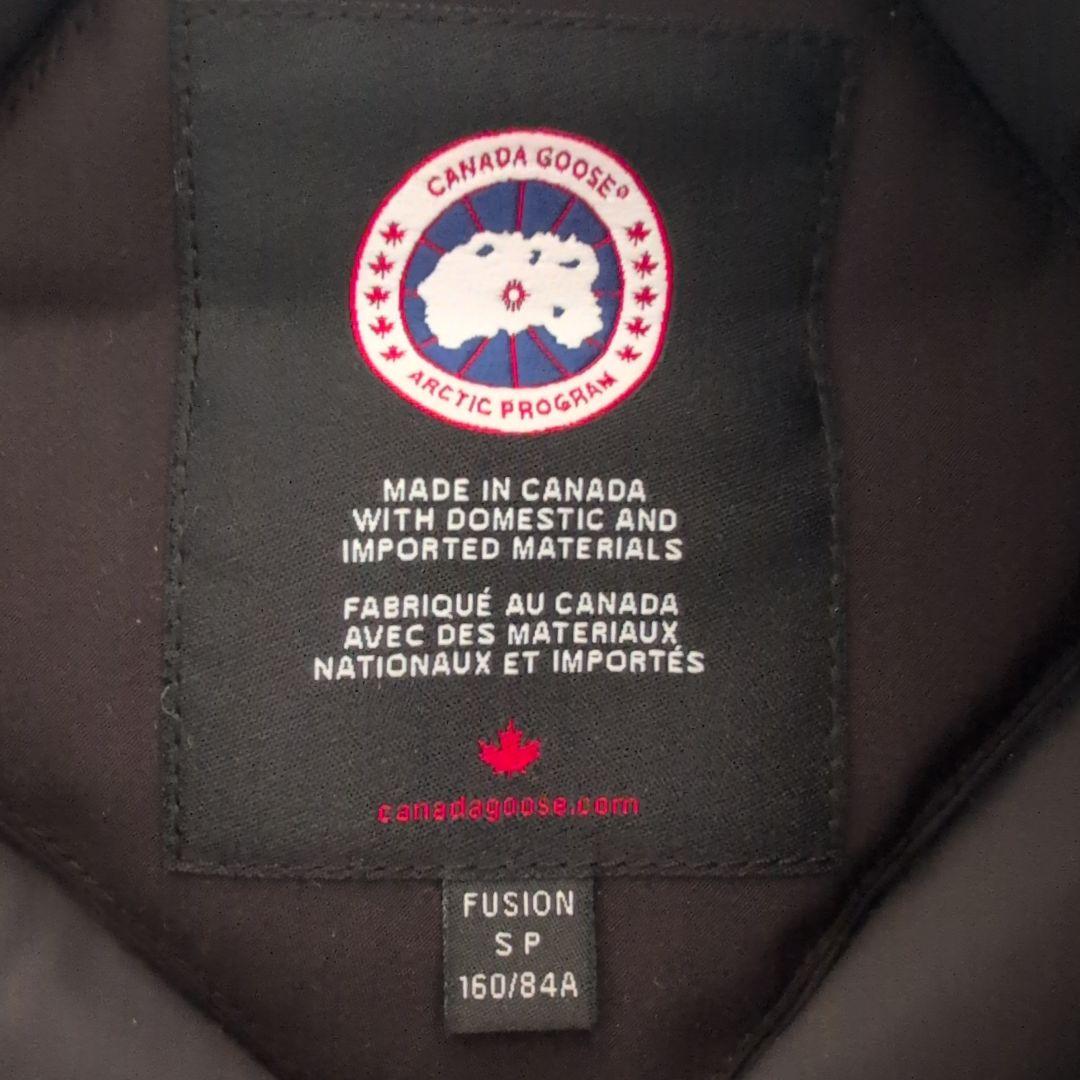 CANADA GOOSE®
ARCTIC PROGRAM
MADE IN CANADA
WITH DOMESTIC AND
IMPORTED MATERIALS
FABRIQUÉ AU CANADA
AVEC DES MATERIAUX
NATIONAUX ET IMPORTÉS
canadagoose.com
FUSION
S P
160/84A